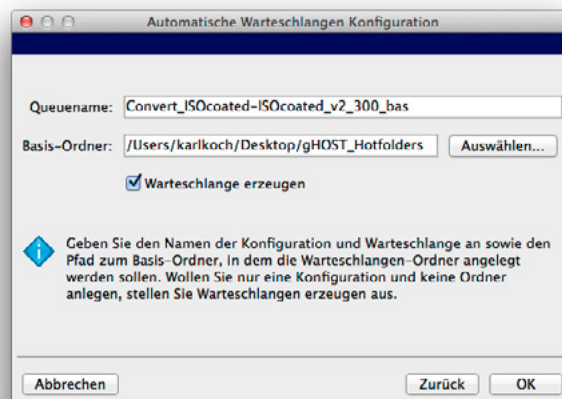 Automatische Warteschlangen Konfiguration
Queuename: Convert_ISOcoated-ISOcoated_v2_300_bas
Basis-Ordner: /Users/karlkoch/Desktop/gHOST_Hotfolders Auswählen...
Warteschlange erzeugen
Geben Sie den Namen der Konfiguration und Warteschlange an sowie den
Pfad zum Basis-Ordner, in dem die Warteschlangen-Ordner angelegt
werden sollen. Wollen Sie nur eine Konfiguration und keine Ordner
anlegen, stellen Sie Warteschlangen erzeugen aus.
Abbrechen Zurück OK